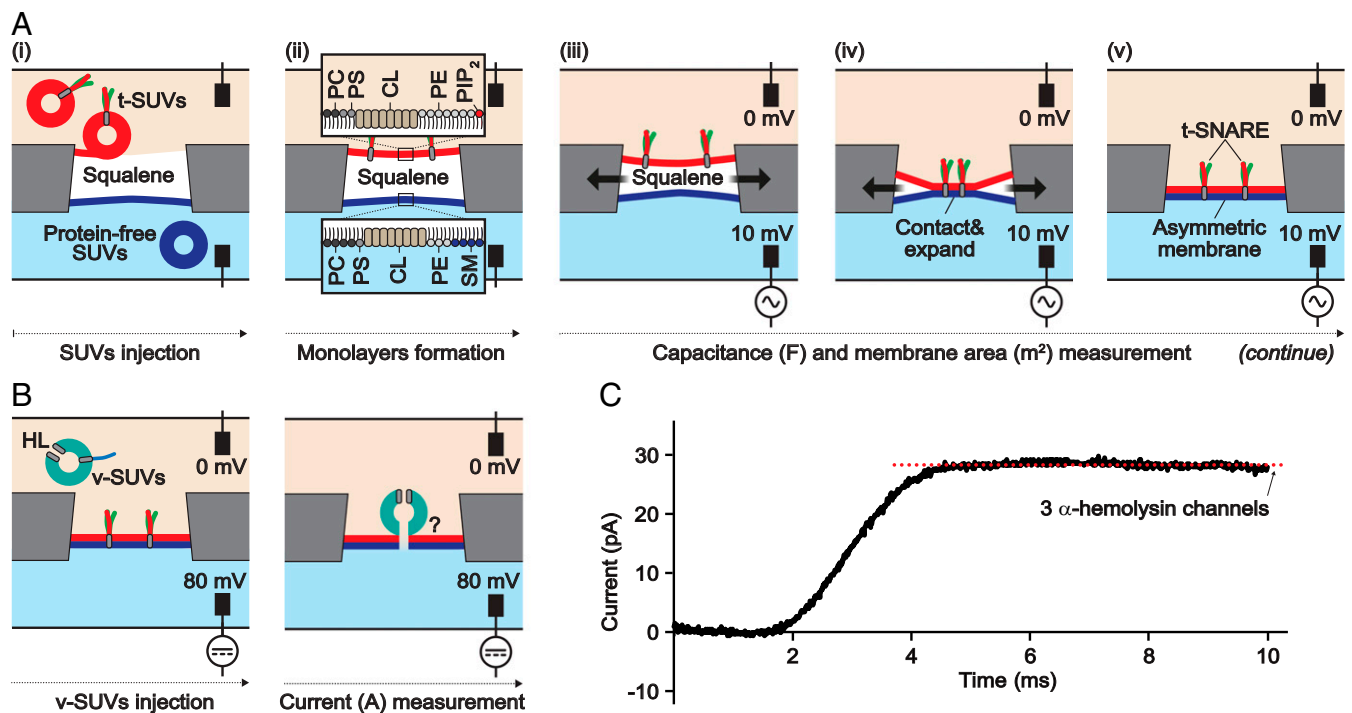 A
(i)
t-SUVs
Squalene
Protein-free
SUVs
SUVs injection
(ii)
PC
PS
CL
PE
PIP2
Squalene
PC
PS
CL
PE
SM
Monolayers formation
(iii)
0 mV
Squalene
10 mV
(iv)
0 mV
Contact&
expand
10 mV
(v)
t-SNARE
0 mV
Asymmetric
membrane
10 mV
Capacitance (F) and membrane area (m²) measurement
(continue)
B
HL
v-SUVs
0 mV
80 mV
v-SUVs injection
0 mV
?
80 mV
Current (A) measurement
C
Current (pA)
30
20
10
0
-10
3 α-hemolysin channels
2
4
6
8
10
Time (ms)